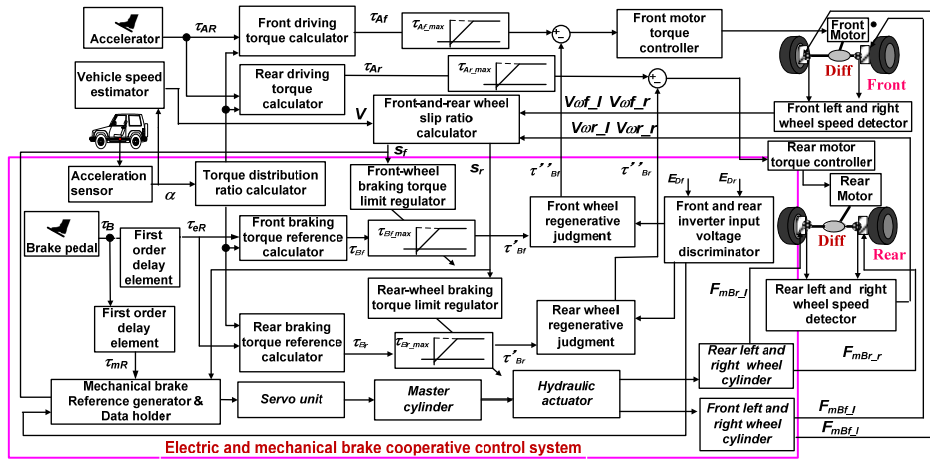 Accelerator
τAR
Front driving
torque calculator
τAf
τAf_max
Front motor
torque
controller
Front
Motor
Diff
Front
Vehicle speed
estimator
Rear driving
torque
calculator
τAr
τAr_max
V
Front-and-rear wheel
slip ratio
calculator
Vωf_l Vωf_r
Vωr_l Vωr_r
Front left and right
wheel speed detector
Acceleration
sensor
α
Torque distribution
ratio calculator
sf
sr
Front-wheel
braking torque
limit regulator
τ''Bf
τ''Br
EDf
EDr
Rear motor
torque controller
Rear
Motor
Diff
Rear
Brake pedal
τB
First order
delay
element
τeR
Front braking
torque reference
calculator
τBf
τBf_max
τ'Bf
Front wheel
regenerative
judgment
Front and rear
inverter input
voltage
discriminator
First order
delay
element
τmR
Rear-wheel braking
torque limit regulator
Rear braking
torque reference
calculator
τBr
τBr_max
τ'Br
Rear wheel
regenerative
judgment
FmBr_l
Rear left and right
wheel speed
detector
Mechanical brake
Reference generator &
Data holder
Servo unit
Master
cylinder
Hydraulic
actuator
Rear left and
right wheel
cylinder
FmBr_r
Front left and
right wheel
cylinder
FmBf_l
FmBf_l
Electric and mechanical brake cooperative control system